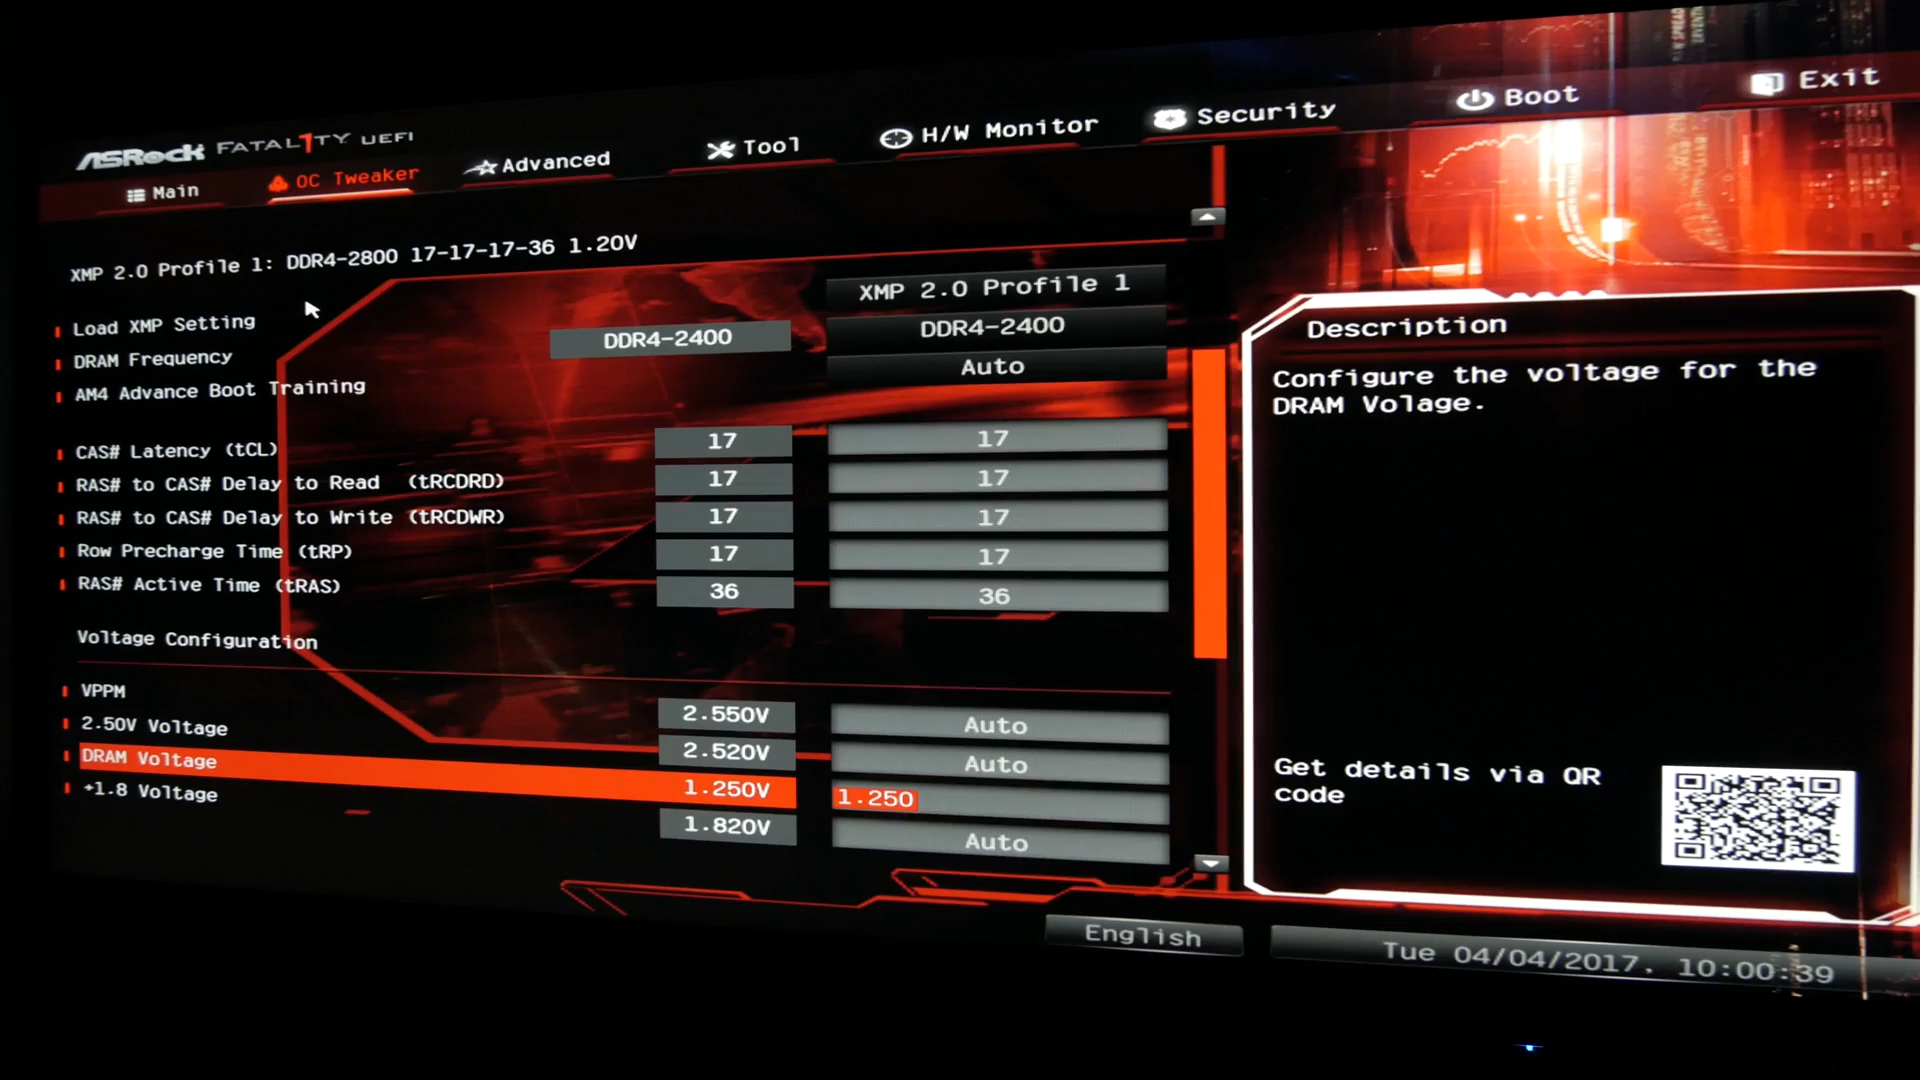 ASRock FATAL1TY UEFI
Main OC Tweaker Advanced Tool H/W Monitor Security Boot Exit
XMP 2.0 Profile 1: DDR4-2800 17-17-17-36 1.20V
Load XMP Setting XMP 2.0 Profile 1
DRAM Frequency DDR4-2400 DDR4-2400
AM4 Advance Boot Training Auto
CAS# Latency (tCL) 17 17
RAS# to CAS# Delay to Read (tRCDRD) 17 17
RAS# to CAS# Delay to Write (tRCDWR) 17 17
Row Precharge Time (tRP) 17 17
RAS# Active Time (tRAS) 36 36
Voltage Configuration
VPPM 2.550V Auto
2.50V Voltage 2.520V Auto
DRAM Voltage 1.250V 1.250
+1.8 Voltage 1.820V Auto
Description
Configure the voltage for the
DRAM Volage.
Get details via QR
code
English
Tue 04/04/2017, 10:00:39